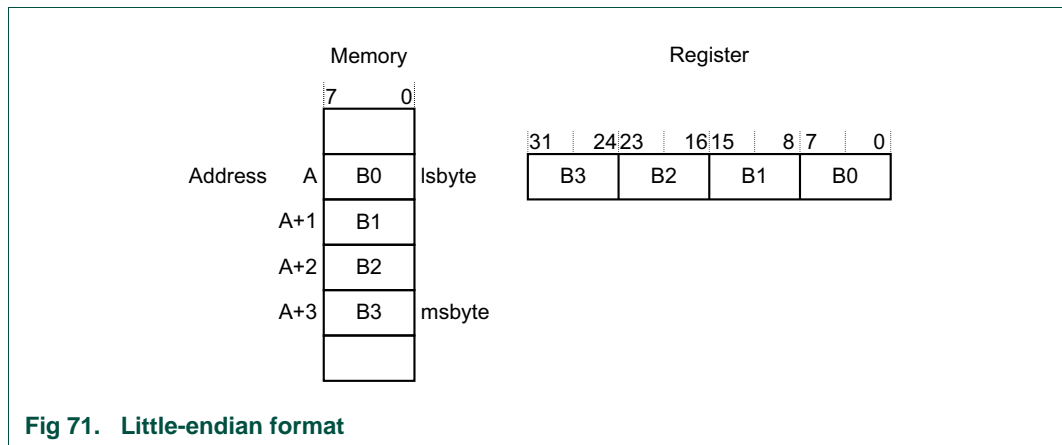 Memory
Register
7 0
31 24 23 16 15 8 7 0
Address A B0 lsbyte
B3 B2 B1 B0
A+1 B1
A+2 B2
A+3 B3 msbyte
Fig 71. Little-endian format